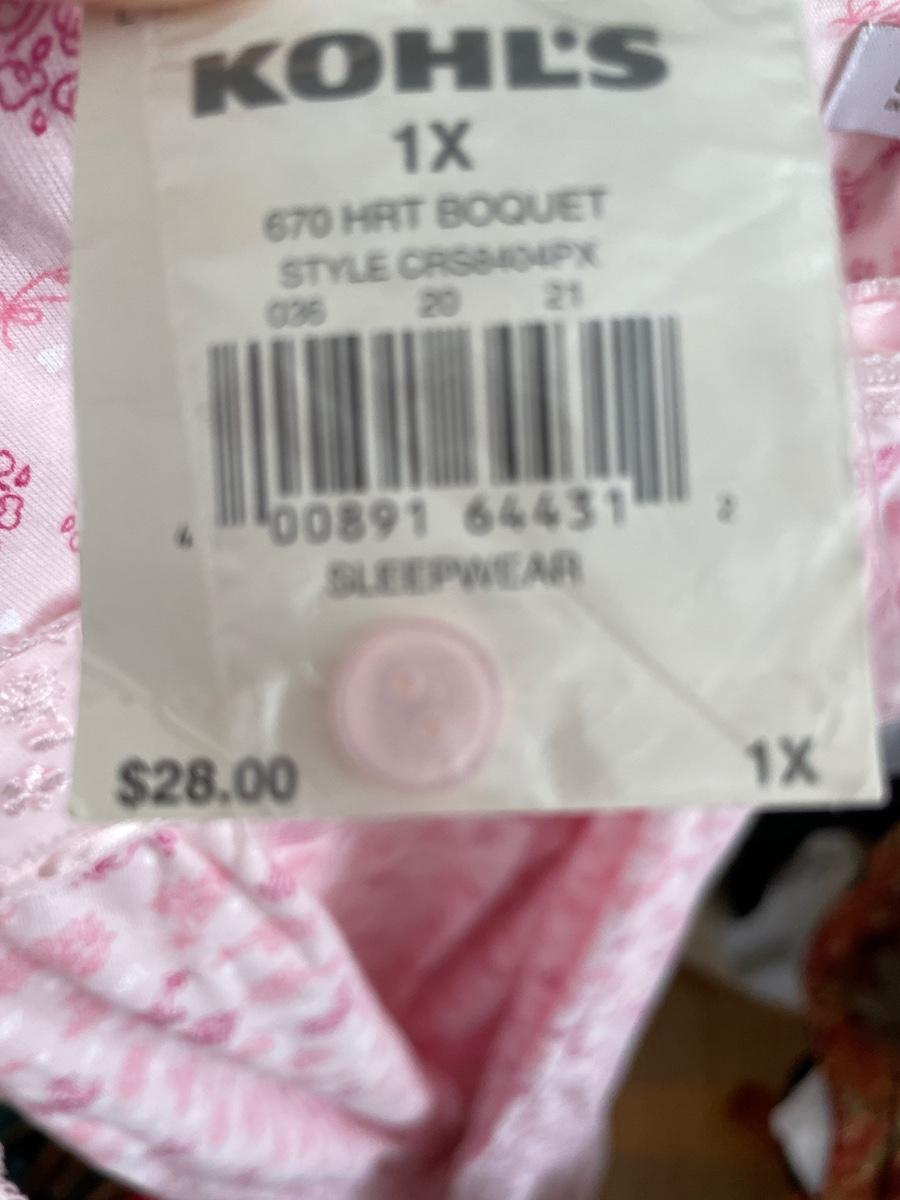 KOHL'S
1X
670 HRT BOQUET
STYLE CRS8404PX
036 20 21
4 00891 64431 2
SLEEPWEAR
$28.00 1X